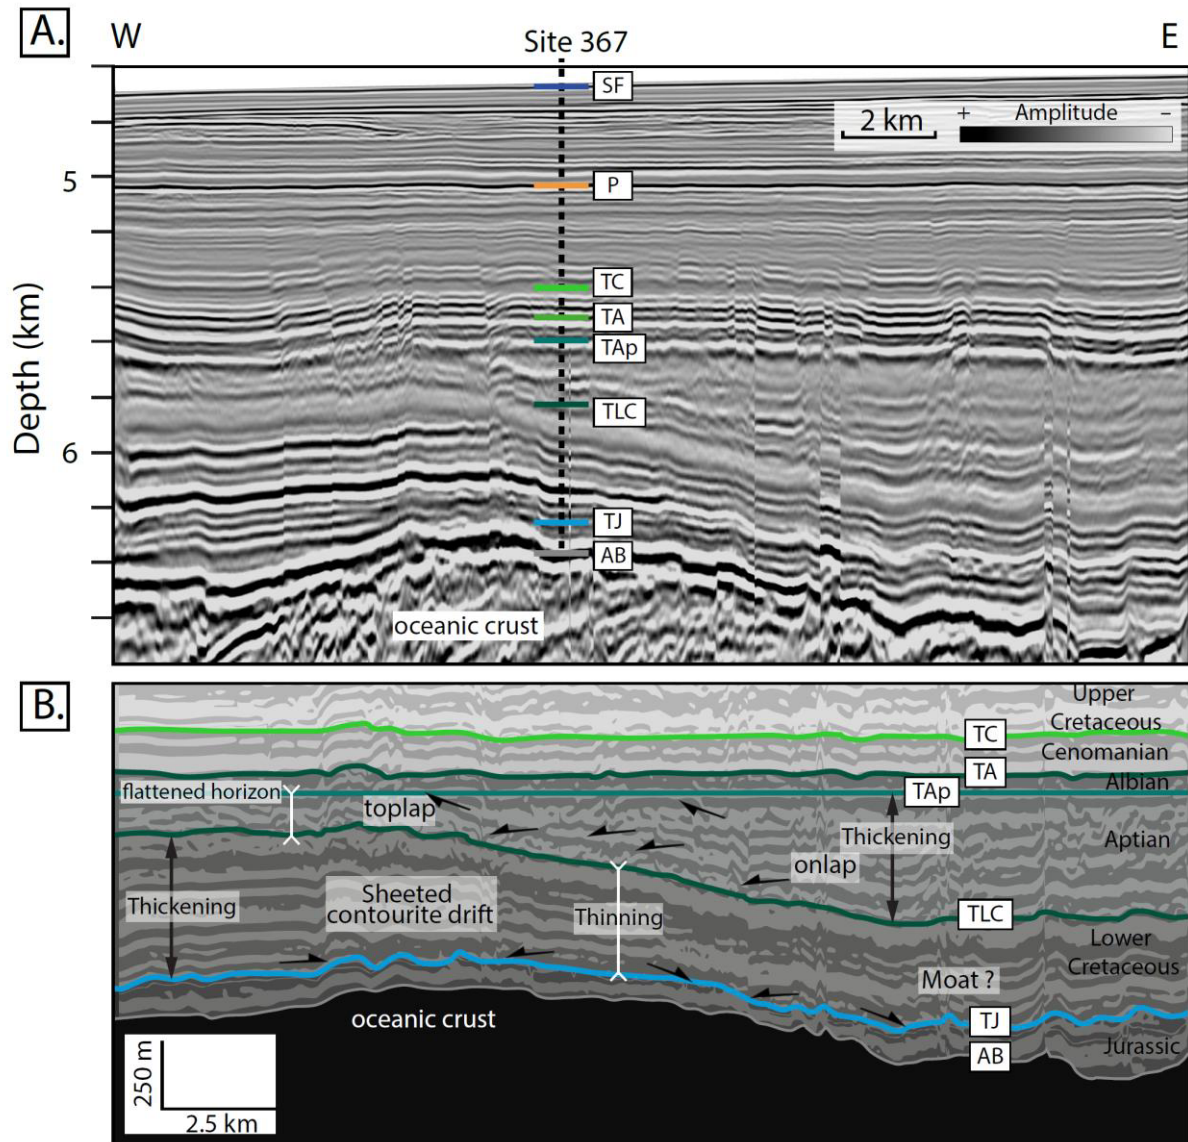 A.
W
Site 367
E
SF
+ Amplitude −
2 km
5
P
TC
TA
TAp
Depth (km)
TLC
6
TJ
AB
oceanic crust
B.
Upper
Cretaceous
TC
Cenomanian
TA
Albian
flattened horizon
TAp
toplap
Thickening
Aptian
onlap
Sheeted
contourite drift
Thickening
Thinning
TLC
Lower
Cretaceous
Moat ?
oceanic crust
TJ
Jurassic
AB
250 m
2.5 km